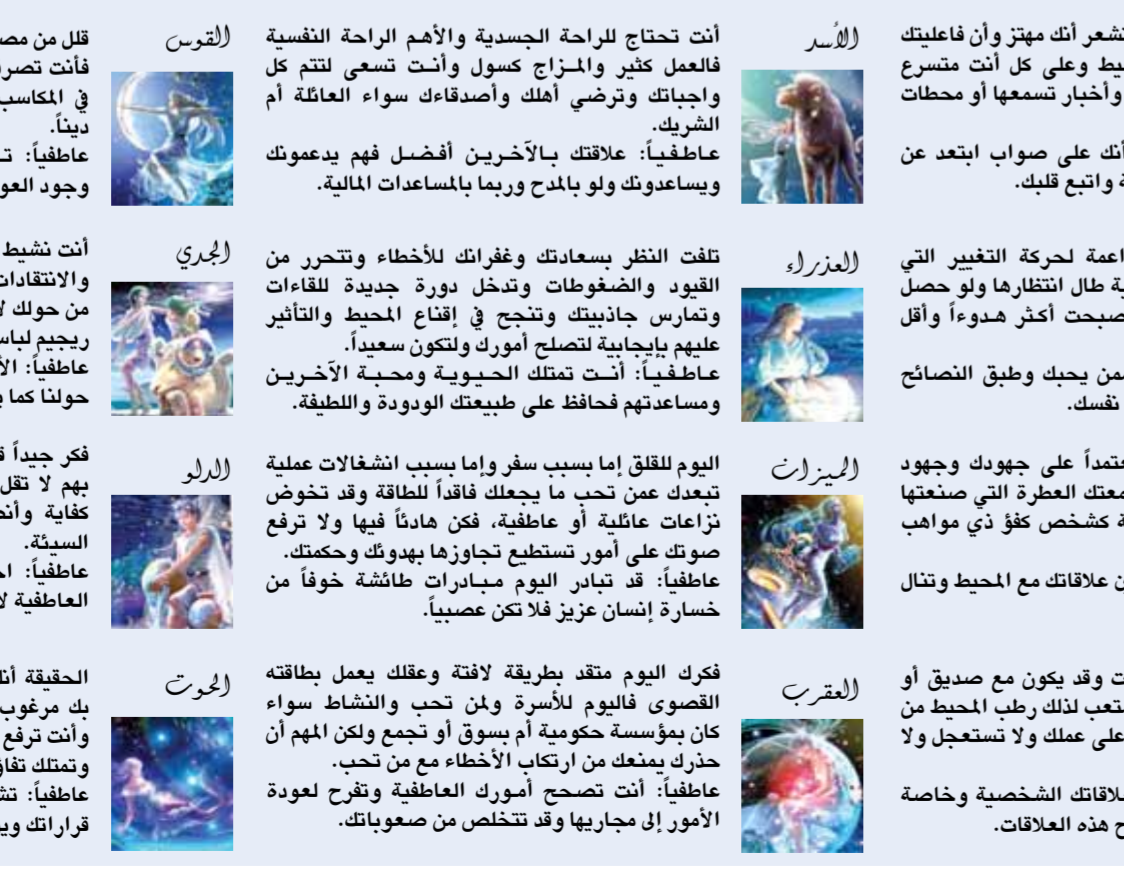 نشعر أنك مهتز وأن فاعليتك
يط وعلى كل أنت متسرع
وأخبار تسمعها أو محطات
أنك على صواب ابتعد عن
ة واتبع قلبك.
اعمة لحركة التغيير التي
ية طال انتظارها ولو حصل
صبحت أكثر هدوءاً وأقل
من يحبك وطبق النصائح
نفسك.
عتمداً على جهودك وجهود
معتك العطرة التي صنعتها
ة كشخص كفؤ ذي مواهب
ن علاقاتك مع المحيط وتنال
ت وقد يكون مع صديق أو
متعب لذلك رطب المحيط من
على عملك ولا تستعجل ولا
علاقاتك الشخصية وخاصة
ح هذه العلاقات.
الأسد
أنت تحتاج للراحة الجسدية والأهم الراحة النفسية
فالعمل كثير والمزاج كسول وأنت تسعى لتتم كل
واجباتك وترضي أهلك وأصدقاءك سواء العائلة أم
الشريك.
عاطفياً: علاقتك بالآخرين أفضل فهم يدعمونك
ويساعدونك ولو بالمدح وربما بالمساعدات المالية.
العذراء
تلفت النظر بسعادتك وغفرانك للأخطاء وتتحرر من
القيود والضغوطات وتدخل دورة جديدة للقاءات
وتمارس جاذبيتك وتنجح في إقناع المحيط والتأثير
عليهم بإيجابية لتصلح أمورك ولتكون سعيداً.
عاطفياً: أنت تمتلك الحيوية ومحبة الآخرين
ومساعدتهم فحافظ على طبيعتك الودودة واللطيفة.
الميزان
اليوم للقلق إما بسبب سفر وإما بسبب انشغالات عملية
تبعدك عمن تحب ما يجعلك فاقداً للطاقة وقد تخوض
نزاعات عائلية أو عاطفية، فكن هادئاً فيها ولا ترفع
صوتك على أمور تستطيع تجاوزها بهدوئك وحكمتك.
عاطفياً: قد تبادر اليوم مبادرات طائشة خوفاً من
خسارة إنسان عزيز فلا تكن عصبياً.
العقرب
فكرك اليوم متقد بطريقة لافتة وعقلك يعمل بطاقته
القصوى فاليوم للأسرة ولمن تحب والنشاط سواء
كان بمؤسسة حكومية أم بسوق أو تجمع ولكن المهم أن
حذرك يمنعك من ارتكاب الأخطاء مع من تحب.
عاطفياً: أنت تصحح أمورك العاطفية وتفرح لعودة
الأمور إلى مجاريها وقد تتخلص من صعوباتك.
القوس
قلل من مص
فأنت تصر
في المكاسب
ديناً.
عاطفياً: تـ
وجود العو
الجدي
أنت نشيط
والانتقادات
من حولك لا
ريجيم لباس
عاطفياً: الأ
حولنا كما ب
الدلو
فكر جيداً ق
بهم لا تقل
كفاية وأنض
السيئة.
عاطفياً: اح
العاطفية لا
الحوت
الحقيقة أنك
بك مرغوب
وأنت ترفع
وتمتلك تفاؤ
عاطفياً: تش
قراراتك وي